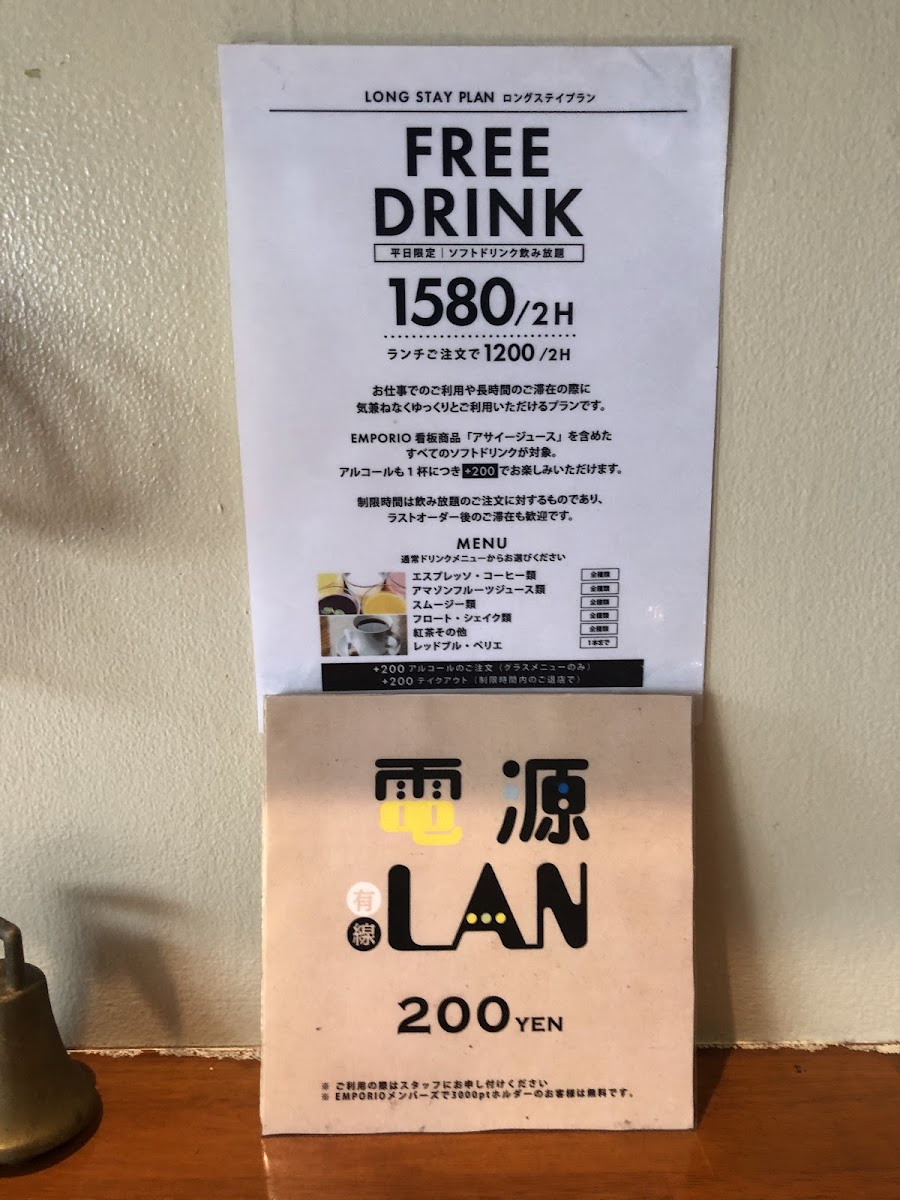 LONG STAY PLAN ロングステイプラン
FREE
DRINK
平日限定｜ソフトドリンク飲み放題
1580/2H
ランチご注文で1200/2H
お仕事でのご利用や長時間のご滞在の際に
気兼ねなくゆっくりとご利用いただけるプランです。
EMPORIO 看板商品「アサイージュース」を含めた
すべてのソフトドリンクが対象。
アルコールも1杯につき+200でお楽しみいただけます。
制限時間は飲み放題のご注文に対するものであり、
ラストオーダー後のご滞在も歓迎です。
MENU
通常ドリンクメニューからお選びください
エスプレッソ・コーヒー類 全種類
アマゾンフルーツジュース類 全種類
スムージー類 全種類
フロート・シェイク類 全種類
紅茶その他 全種類
レッドブル・ペリエ 1本まで
+200 アルコールのご注文（グラスメニューのみ）
+200 テイクアウト（制限時間内のご退店で）
電源
有線LAN
200YEN
※ ご利用の際はスタッフにお申し付けください
※ EMPORIOメンバーズで3000ptホルダーのお客様は無料です。